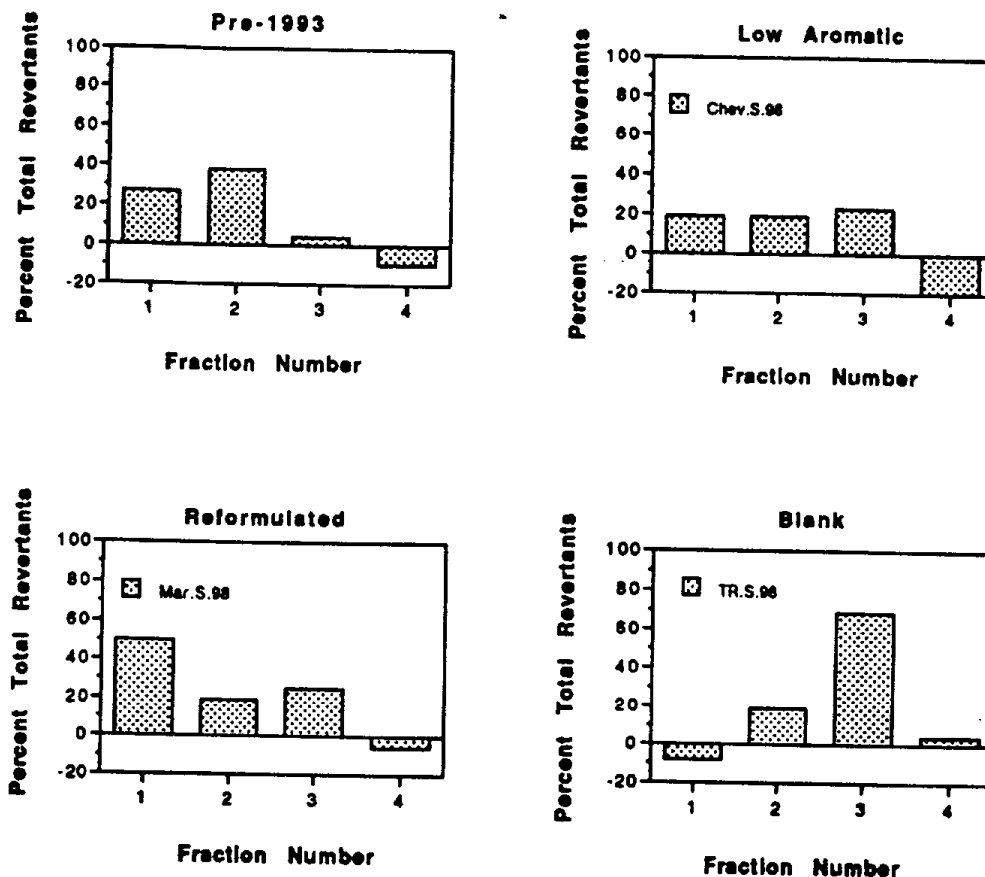 Pre-1993
Percent Total Revertants
100
80
60
40
20
0
-20
1 2 3 4
Fraction Number
Low Aromatic
Percent Total Revertants
100
80
60
40
20
0
-20
Chev.S.98
1 2 3 4
Fraction Number
Reformulated
Percent Total Revertants
100
80
60
40
20
0
-20
Mar.S.98
1 2 3 4
Fraction Number
Blank
Percent Total Revertants
100
80
60
40
20
0
-20
TR.S.98
1 2 3 4
Fraction Number